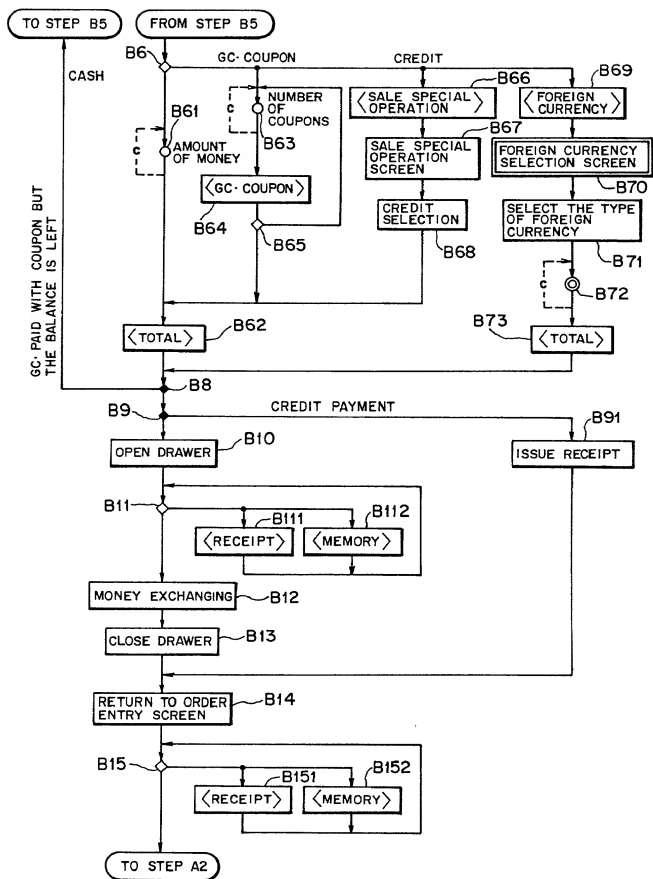 TO STEP B5
FROM STEP B5
B6
GC·COUPON
CREDIT
CASH
B66
B69
B61
C
NUMBER
OF
COUPONS
B63
<SALE SPECIAL
OPERATION>
<FOREIGN
CURRENCY>
B67
C
AMOUNT
OF MONEY
SALE SPECIAL
OPERATION
SCREEN
FOREIGN CURRENCY
SELECTION SCREEN
B70
<GC·COUPON>
B64
CREDIT
SELECTION
B68
SELECT THE TYPE
OF FOREIGN
CURRENCY
B71
B65
C
B72
GC·PAID WITH COUPON BUT
THE BALANCE IS LEFT
<TOTAL>
B62
B73
<TOTAL>
B8
B9
CREDIT PAYMENT
B10
B91
OPEN DRAWER
ISSUE RECEIPT
B11
B111
B112
<RECEIPT>
<MEMORY>
MONEY EXCHANGING
B12
CLOSE DRAWER
B13
RETURN TO ORDER
ENTRY SCREEN
B14
B15
B151
B152
<RECEIPT>
<MEMORY>
TO STEP A2